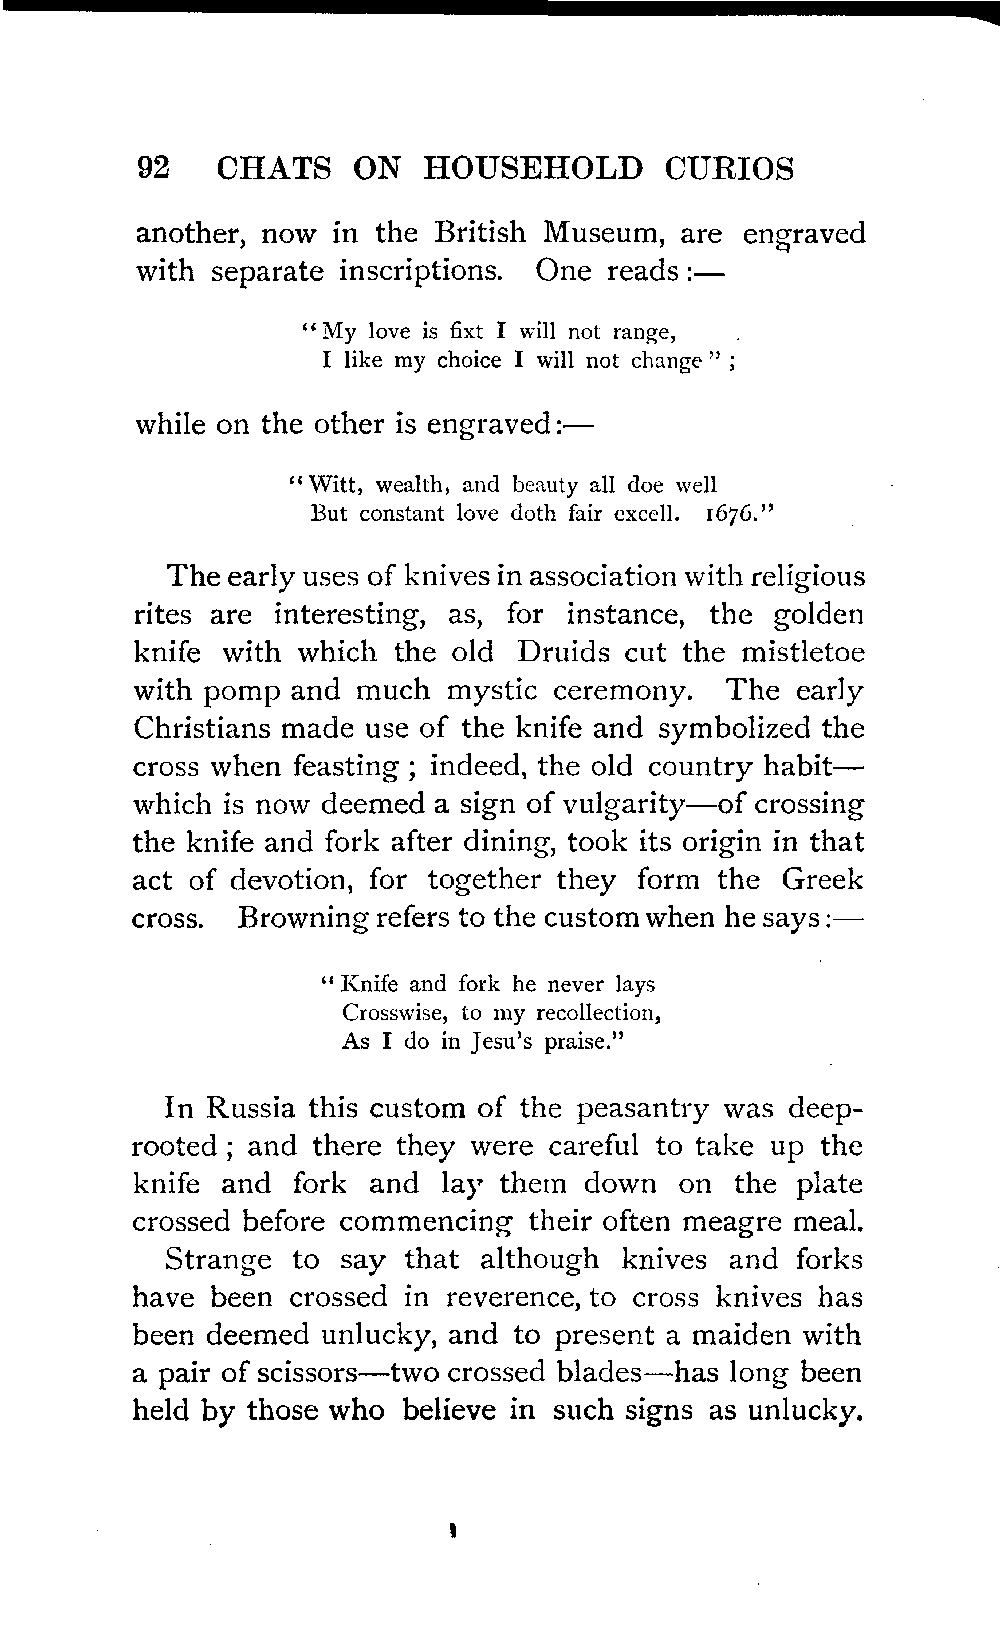 92 CHATS ON HOUSEHOLD CURIOS
another, now in the British Museum, are engraved
with separate inscriptions. One reads :—
"My love is fixt I will not range,
I like my choice I will not change" ;
while on the other is engraved:—
"Witt, wealth, and beauty all doe well
But constant love doth fair excell. 1676."
The early uses of knives in association with religious
rites are interesting, as, for instance, the golden
knife with which the old Druids cut the mistletoe
with pomp and much mystic ceremony. The early
Christians made use of the knife and symbolized the
cross when feasting ; indeed, the old country habit—
which is now deemed a sign of vulgarity—of crossing
the knife and fork after dining, took its origin in that
act of devotion, for together they form the Greek
cross. Browning refers to the custom when he says:—
"Knife and fork he never lays
Crosswise, to my recollection,
As I do in Jesu's praise."
In Russia this custom of the peasantry was deep-
rooted ; and there they were careful to take up the
knife and fork and lay them down on the plate
crossed before commencing their often meagre meal.
Strange to say that although knives and forks
have been crossed in reverence, to cross knives has
been deemed unlucky, and to present a maiden with
a pair of scissors—two crossed blades—has long been
held by those who believe in such signs as unlucky.